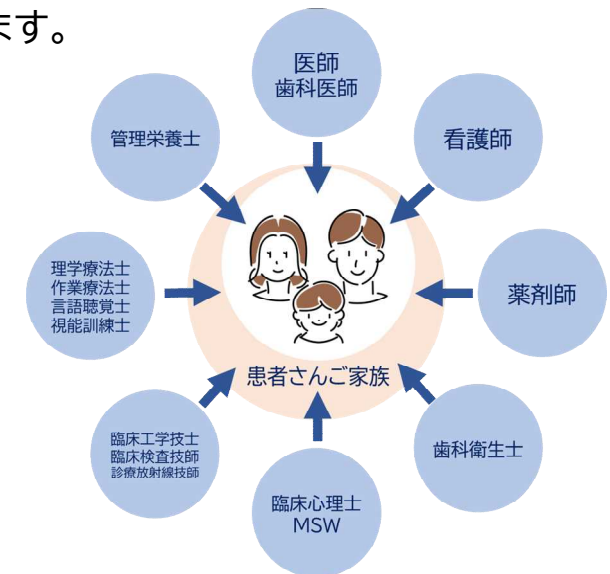 ます。
医師
歯科医師
看護師
薬剤師
歯科衛生士
臨床心理士
MSW
臨床工学技士
臨床検査技師
診療放射線技師
理学療法士
作業療法士
言語聴覚士
視能訓練士
管理栄養士
患者さんご家族